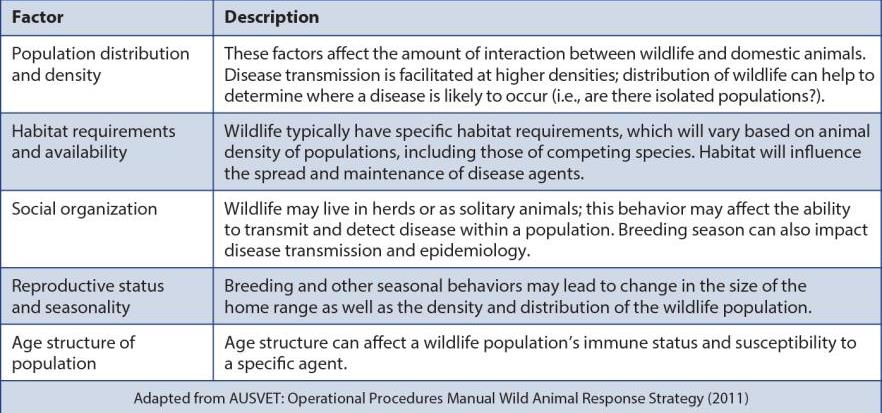 Factor Description
Population distribution These factors affect the amount of interaction between wildlife and domestic animals.
and density Disease transmission is facilitated at higher densities; distribution of wildlife can help to
determine where a disease is likely to occur (i.e., are there isolated populations?).
Habitat requirements Wildlife typically have specific habitat requirements, which will vary based on animal
and availability density of populations, including those of competing species. Habitat will influence
the spread and maintenance of disease agents.
Social organization Wildlife may live in herds or as solitary animals; this behavior may affect the ability
to transmit and detect disease within a population. Breeding season can also impact
disease transmission and epidemiology.
Reproductive status Breeding and other seasonal behaviors may lead to change in the size of the
and seasonality home range as well as the density and distribution of the wildlife population.
Age structure of Age structure can affect a wildlife population’s immune status and susceptibility to
population a specific agent.
Adapted from AUSVET: Operational Procedures Manual Wild Animal Response Strategy (2011)